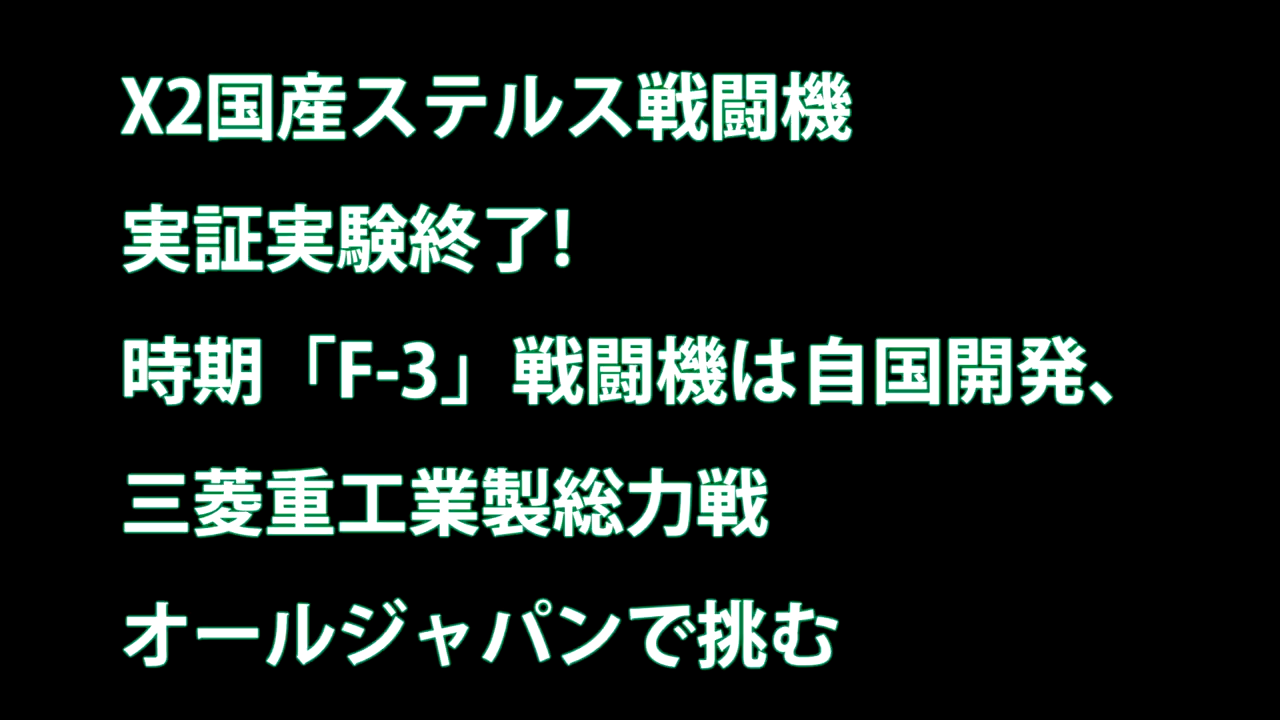 X2国産ステルス戦闘機
実証実験終了!
時期「F-3」戦闘機は自国開発、
三菱重工業製総力戦
オールジャパンで挑む